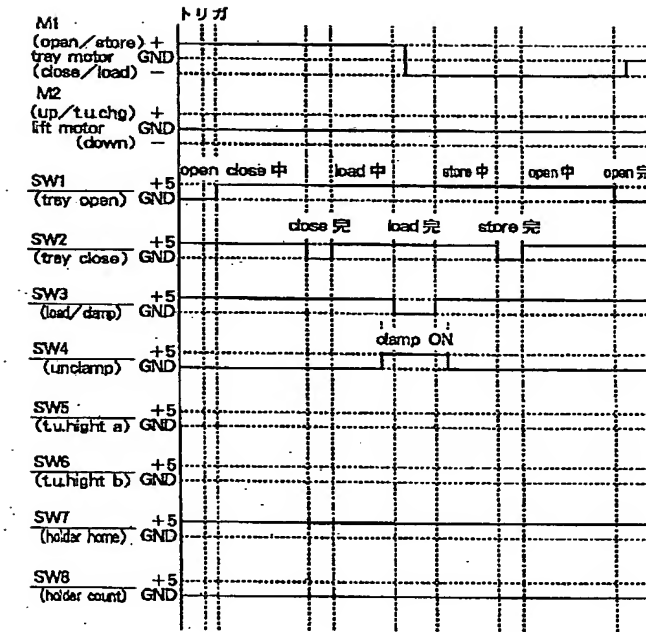 トリガ
M1
(open/store) +
tray motor GND
(close/load) −
M2
(up/t.u.chg) +
lift motor GND
(down) −
open close 中 load 中 store 中 open 中 open 完
SW1 +5
(tray open) GND
close 完 load 完 store 完
SW2 +5
(tray close) GND
SW3 +5
(load/clamp) GND
clamp ON
SW4 +5
(unclamp) GND
SW5 +5
(t.u.hight a) GND
SW6 +5
(t.u.hight b) GND
SW7 +5
(holder home) GND
SW8 +5
(holder count) GND